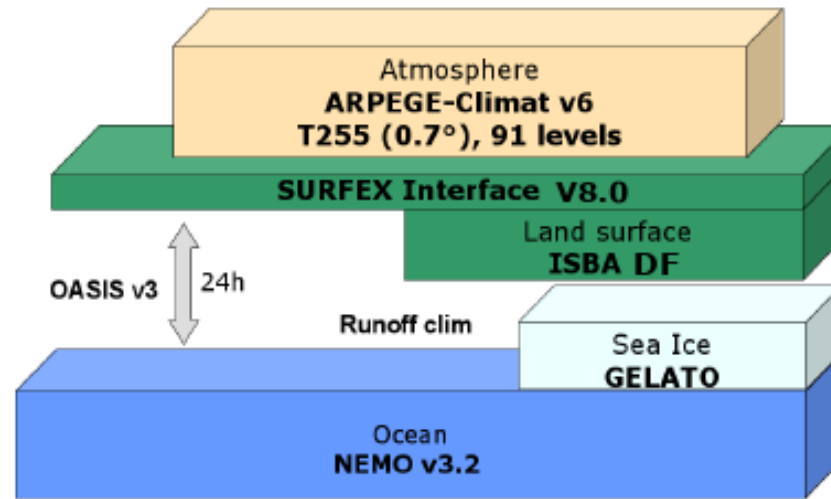 Atmosphere
ARPEGE-Climat v6
T255 (0.7°), 91 levels
SURFEX Interface V8.0
Land surface
ISBA DF
OASIS v3
24h
Runoff clim
Sea Ice
GELATO
Ocean
NEMO v3.2